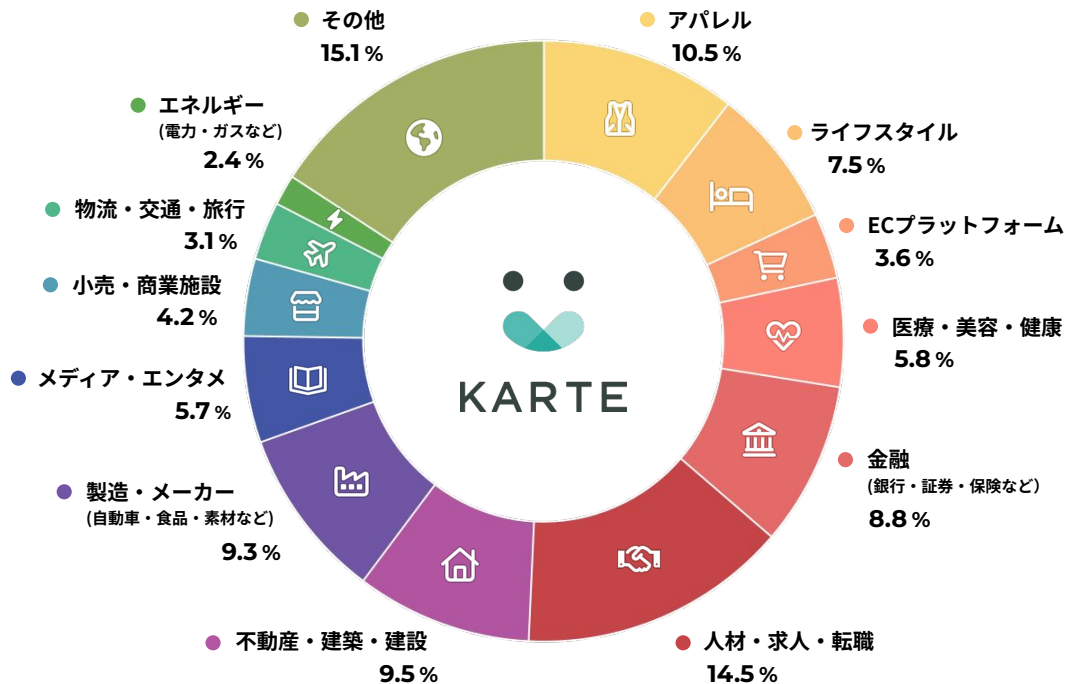 その他
15.1 %
アパレル
10.5 %
ライフスタイル
7.5 %
ECプラットフォーム
3.6 %
医療・美容・健康
5.8 %
金融
(銀行・証券・保険など)
8.8 %
人材・求人・転職
14.5 %
不動産・建築・建設
9.5 %
製造・メーカー
(自動車・食品・素材など)
9.3 %
メディア・エンタメ
5.7 %
小売・商業施設
4.2 %
物流・交通・旅行
3.1 %
エネルギー
(電力・ガスなど)
2.4 %
KARTE